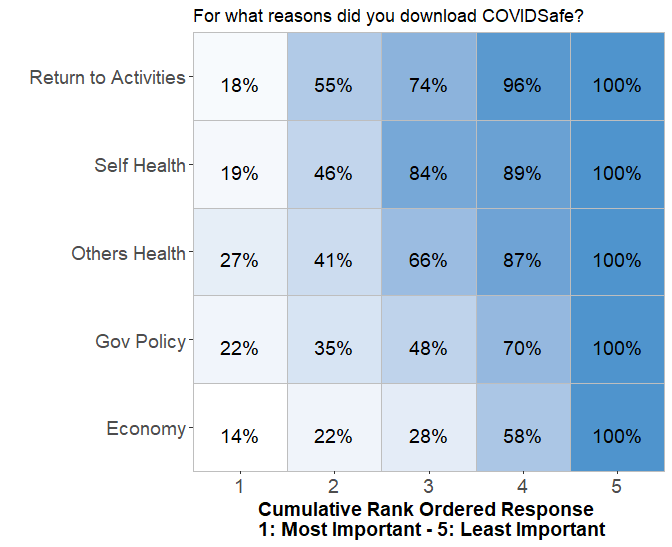 For what reasons did you download COVIDSafe?
Return to Activities 18% 55% 74% 96% 100%
Self Health 19% 46% 84% 89% 100%
Others Health 27% 41% 66% 87% 100%
Gov Policy 22% 35% 48% 70% 100%
Economy 14% 22% 28% 58% 100%
1 2 3 4 5
Cumulative Rank Ordered Response
1: Most Important - 5: Least Important